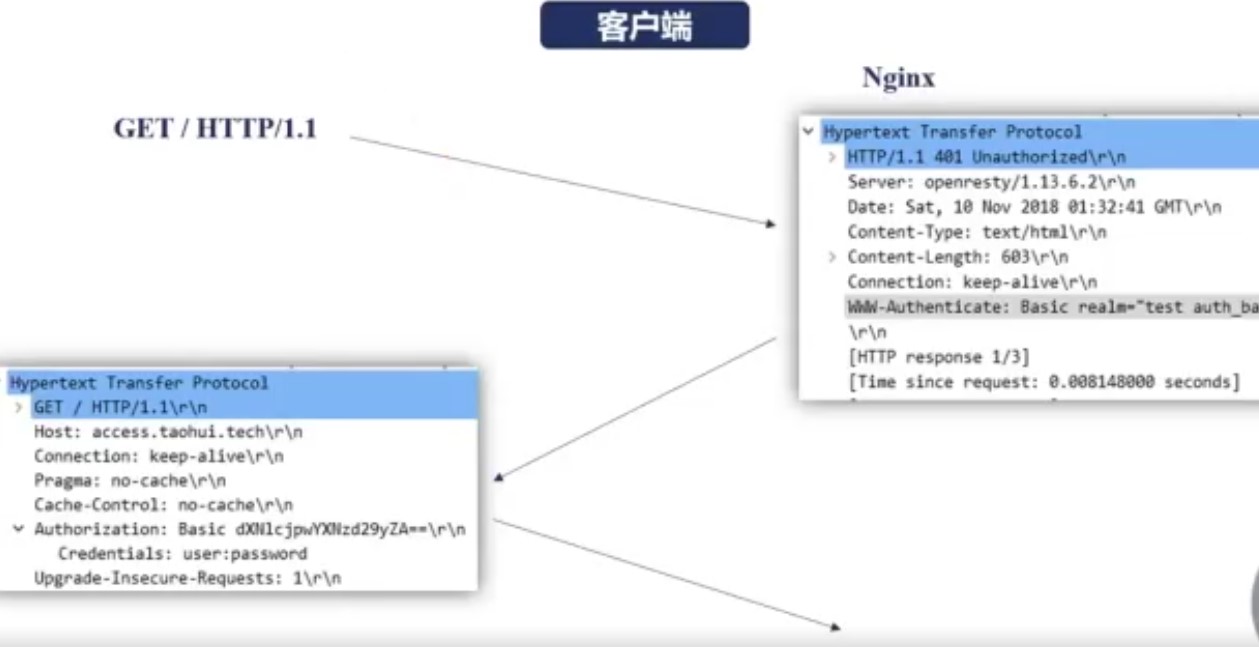 客户端
Nginx
GET / HTTP/1.1
Hypertext Transfer Protocol
HTTP/1.1 401 Unauthorized\r\n
Server: openresty/1.13.6.2\r\n
Date: Sat, 10 Nov 2018 01:32:41 GMT\r\n
Content-Type: text/html\r\n
Content-Length: 603\r\n
Connection: keep-alive\r\n
WWW-Authenticate: Basic realm="test auth_ba
\r\n
[HTTP response 1/3]
[Time since request: 0.008148000 seconds]
Hypertext Transfer Protocol
GET / HTTP/1.1\r\n
Host: access.taohui.tech\r\n
Connection: keep-alive\r\n
Pragma: no-cache\r\n
Cache-Control: no-cache\r\n
Authorization: Basic dXNlcjpwYXNzd29yZA==\r\n
Credentials: user:password
Upgrade-Insecure-Requests: 1\r\n